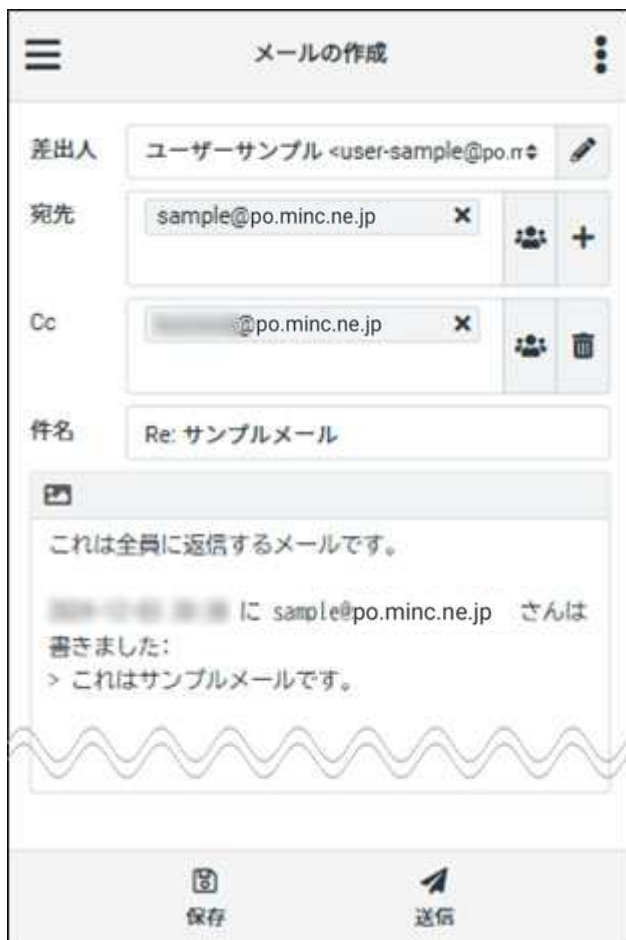 メールの作成
差出人
ユーザーサンプル <user-sample@po.m
宛先
sample@po.minc.ne.jp
Cc
@po.minc.ne.jp
件名
Re: サンプルメール
これは全員に返信するメールです。
に sample@po.minc.ne.jp さんは
書きました:
> これはサンプルメールです。
保存
送信